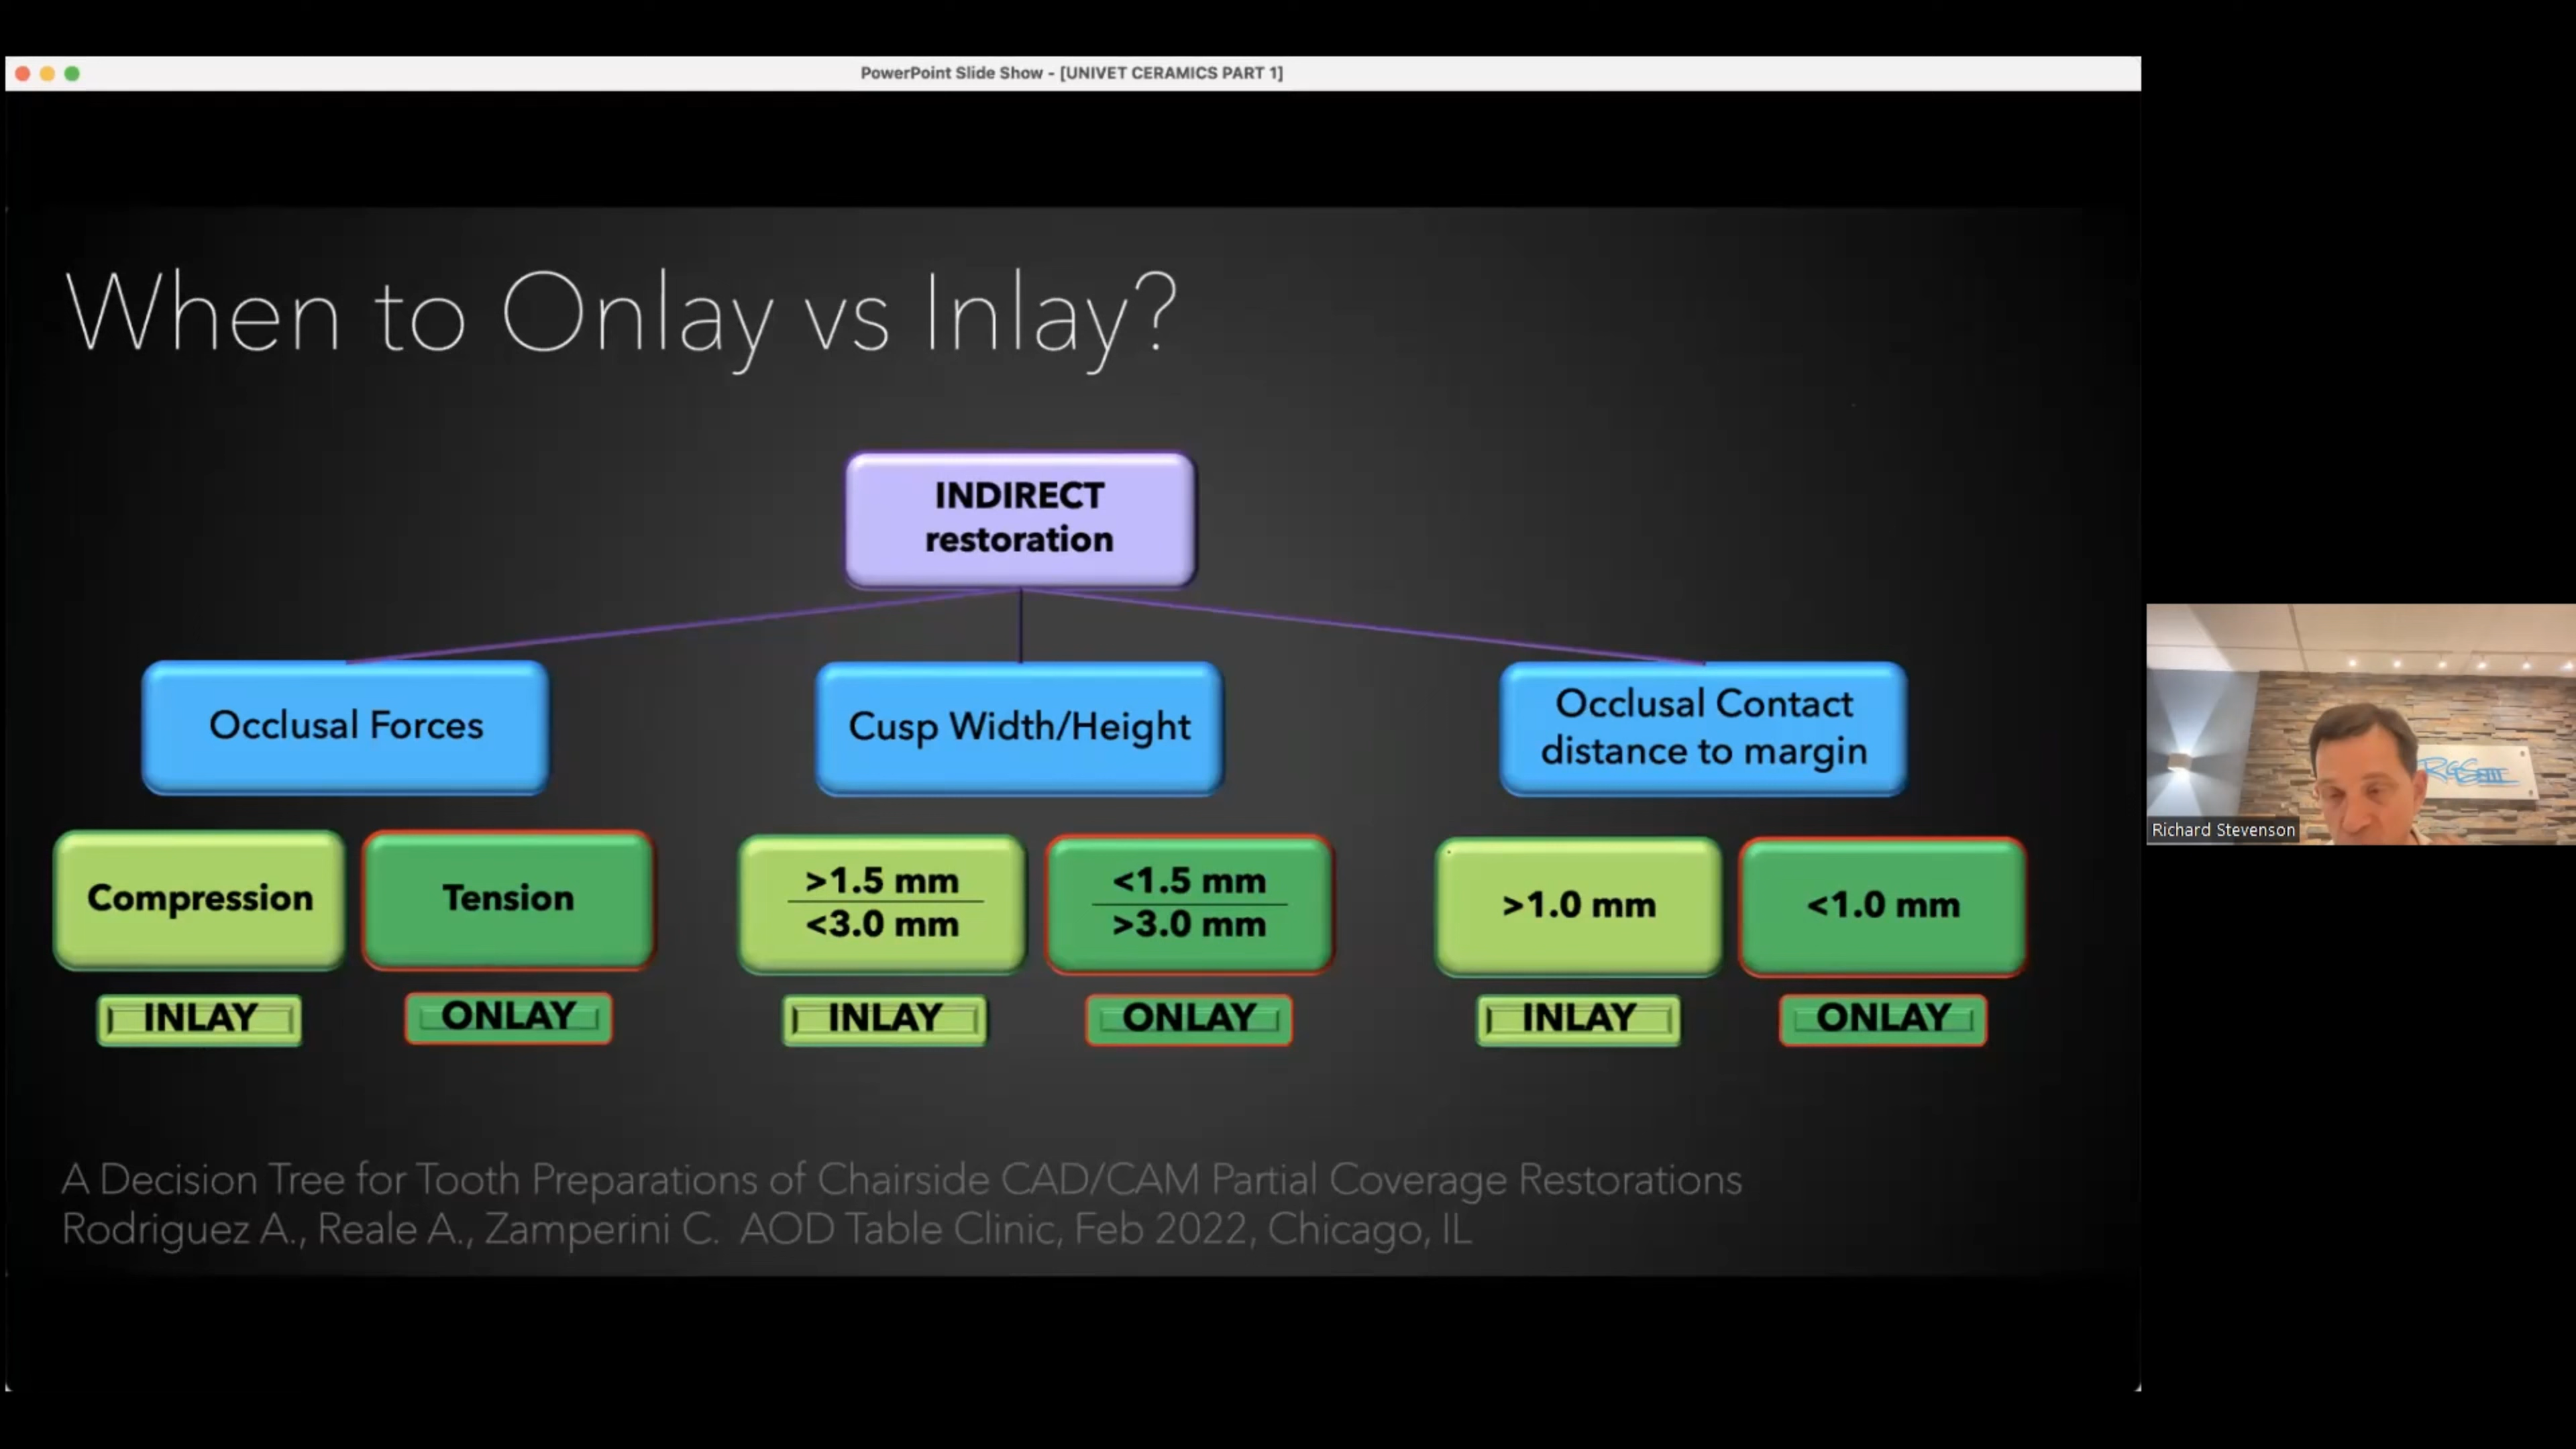 PowerPoint Slide Show - [UNIVET CERAMICS PART 1]
When to Onlay vs Inlay?
INDIRECT
restoration
Occlusal Forces
Cusp Width/Height
Occlusal Contact
distance to margin
Compression
Tension
>1.5 mm
<3.0 mm
<1.5 mm
>3.0 mm
>1.0 mm
<1.0 mm
INLAY
ONLAY
INLAY
ONLAY
INLAY
ONLAY
A Decision Tree for Tooth Preparations of Chairside CAD/CAM Partial Coverage Restorations
Rodriguez A., Reale A., Zamperini C. AOD Table Clinic, Feb 2022, Chicago, IL
Richard Stevenson